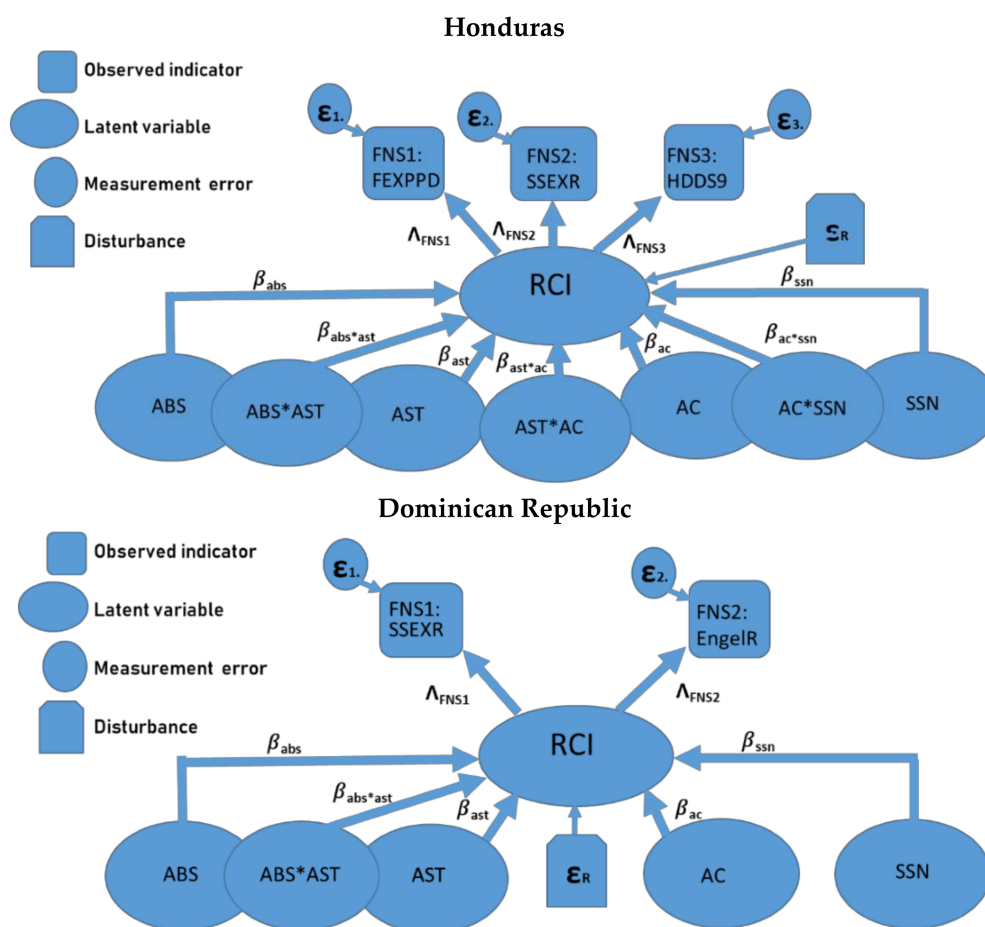 Honduras
Observed indicator
Latent variable
Measurement error
Disturbance
ε1.
ε2.
ε3.
FNS1:
FEXPPD
FNS2:
SSEXR
FNS3:
HDDS9
ΛFNS1
ΛFNS2
ΛFNS3
εR
RCI
βabs
βssn
βabs*ast
βast
βast*ac
βac
βac*ssn
ABS
ABS*AST
AST
AST*AC
AC
AC*SSN
SSN
Dominican Republic
Observed indicator
Latent variable
Measurement error
Disturbance
ε1.
ε2.
FNS1:
SSEXR
FNS2:
EngelR
ΛFNS1
ΛFNS2
RCI
βabs
βssn
βabs*ast
βast
βac
ABS
ABS*AST
AST
εR
AC
SSN